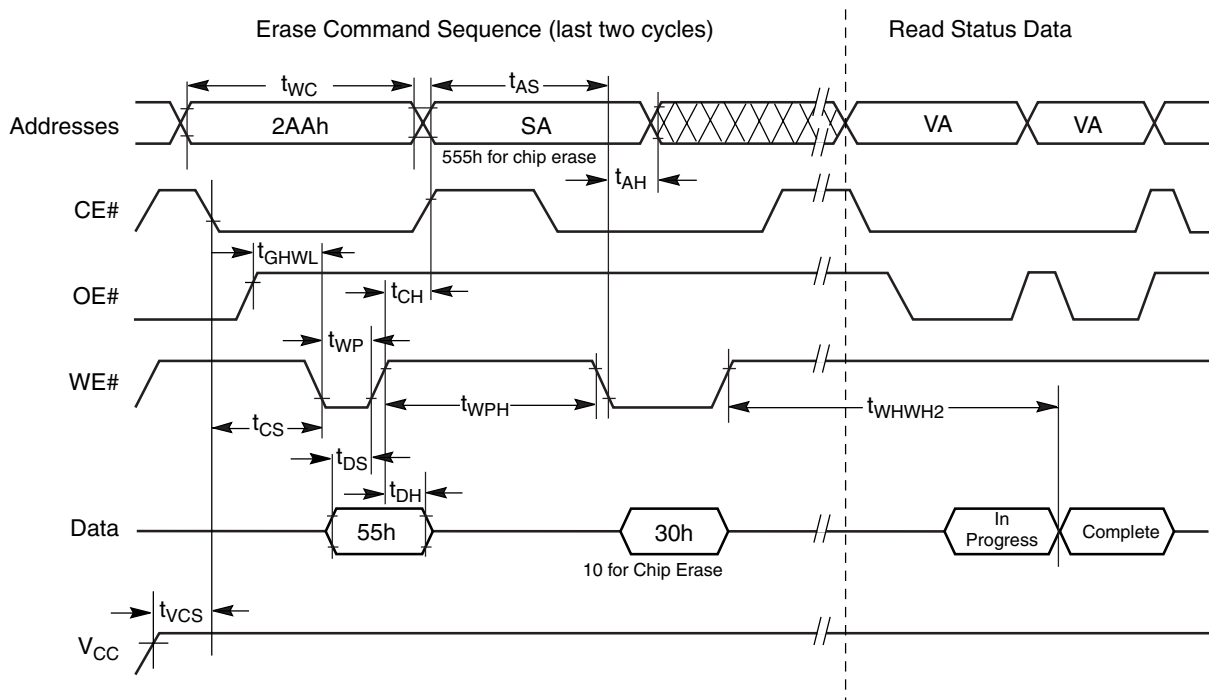 Erase Command Sequence (last two cycles)
Read Status Data
tWC
tAS
Addresses
2AAh
SA
VA
VA
555h for chip erase
tAH
CE#
tGHWL
OE#
tCH
tWP
WE#
tWPH
tWHWH2
tCS
tDS
tDH
Data
55h
30h
In
Progress
Complete
10 for Chip Erase
tVCS
VCC